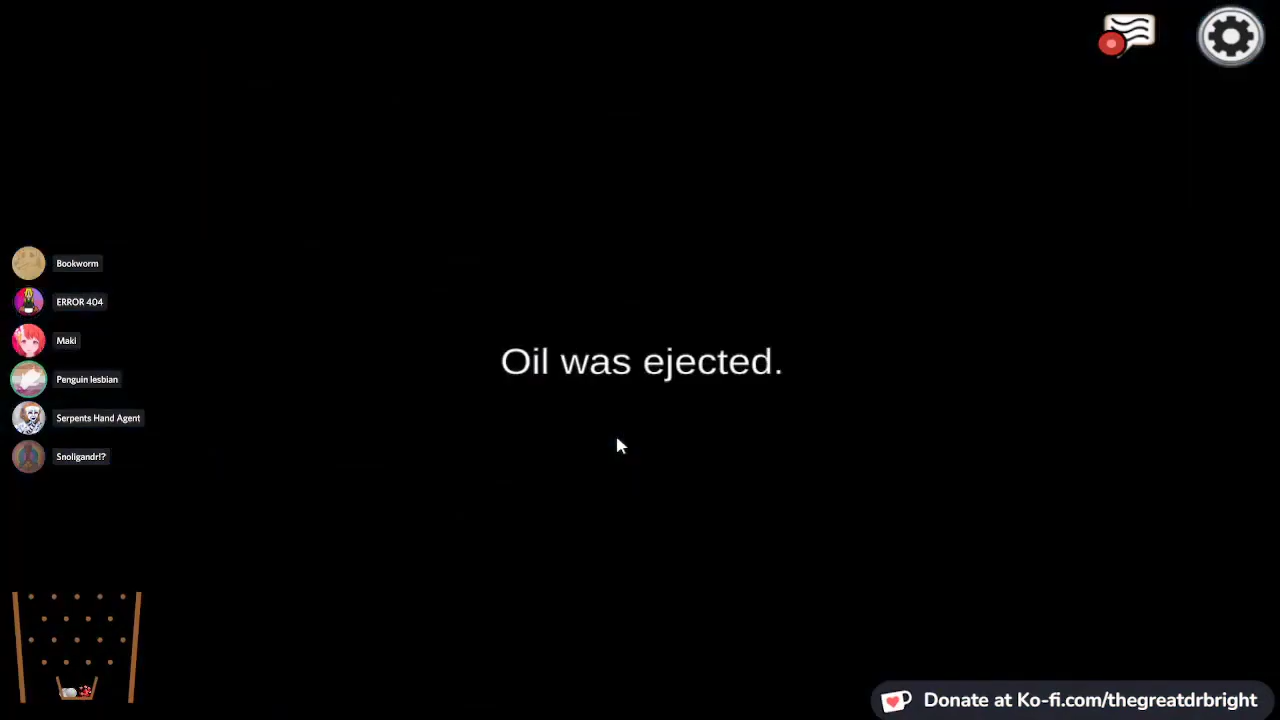 Bookworm
ERROR 404
Maki
Penguin lesbian
Oil was ejected.
Serpents Hand Agent
Snoligandr!?
Donate at Ko-fi.com/thegreatdrbright